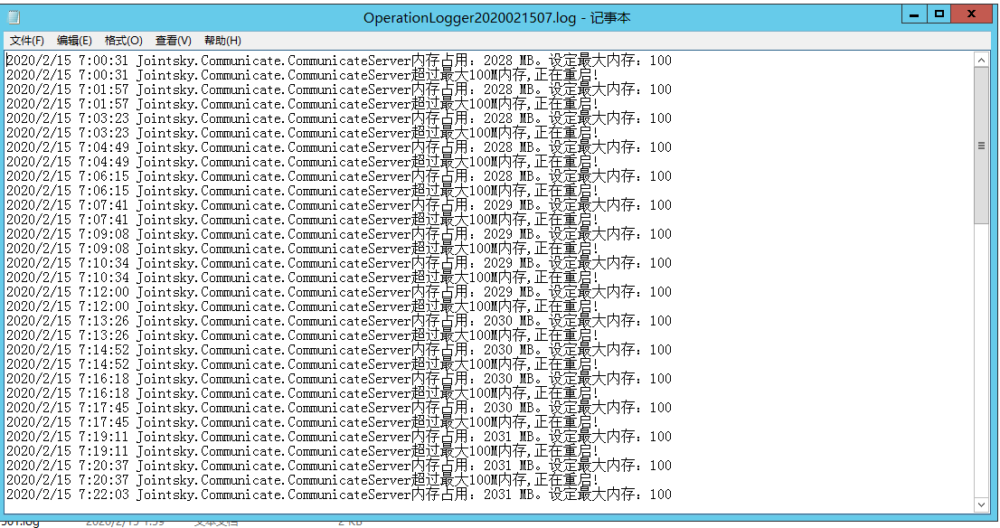 OperationLogger2020021507.log - 记事本
文件(F) 编辑(E) 格式(O) 查看(V) 帮助(H)
2020/2/15 7:00:31 Jointsky.Communicate.CommunicateServer内存占用：2028 MB。设定最大内存：100
2020/2/15 7:00:31 Jointsky.Communicate.CommunicateServer超过最大100M内存,正在重启!
2020/2/15 7:01:57 Jointsky.Communicate.CommunicateServer内存占用：2028 MB。设定最大内存：100
2020/2/15 7:01:57 Jointsky.Communicate.CommunicateServer超过最大100M内存,正在重启!
2020/2/15 7:03:23 Jointsky.Communicate.CommunicateServer内存占用：2028 MB。设定最大内存：100
2020/2/15 7:03:23 Jointsky.Communicate.CommunicateServer超过最大100M内存,正在重启!
2020/2/15 7:04:49 Jointsky.Communicate.CommunicateServer内存占用：2028 MB。设定最大内存：100
2020/2/15 7:04:49 Jointsky.Communicate.CommunicateServer超过最大100M内存,正在重启!
2020/2/15 7:06:15 Jointsky.Communicate.CommunicateServer内存占用：2028 MB。设定最大内存：100
2020/2/15 7:06:15 Jointsky.Communicate.CommunicateServer超过最大100M内存,正在重启!
2020/2/15 7:07:41 Jointsky.Communicate.CommunicateServer内存占用：2029 MB。设定最大内存：100
2020/2/15 7:07:41 Jointsky.Communicate.CommunicateServer超过最大100M内存,正在重启!
2020/2/15 7:09:08 Jointsky.Communicate.CommunicateServer内存占用：2029 MB。设定最大内存：100
2020/2/15 7:09:08 Jointsky.Communicate.CommunicateServer超过最大100M内存,正在重启!
2020/2/15 7:10:34 Jointsky.Communicate.CommunicateServer内存占用：2029 MB。设定最大内存：100
2020/2/15 7:10:34 Jointsky.Communicate.CommunicateServer超过最大100M内存,正在重启!
2020/2/15 7:12:00 Jointsky.Communicate.CommunicateServer内存占用：2029 MB。设定最大内存：100
2020/2/15 7:12:00 Jointsky.Communicate.CommunicateServer超过最大100M内存,正在重启!
2020/2/15 7:13:26 Jointsky.Communicate.CommunicateServer内存占用：2030 MB。设定最大内存：100
2020/2/15 7:13:26 Jointsky.Communicate.CommunicateServer超过最大100M内存,正在重启!
2020/2/15 7:14:52 Jointsky.Communicate.CommunicateServer内存占用：2030 MB。设定最大内存：100
2020/2/15 7:14:52 Jointsky.Communicate.CommunicateServer超过最大100M内存,正在重启!
2020/2/15 7:16:18 Jointsky.Communicate.CommunicateServer内存占用：2030 MB。设定最大内存：100
2020/2/15 7:16:18 Jointsky.Communicate.CommunicateServer超过最大100M内存,正在重启!
2020/2/15 7:17:45 Jointsky.Communicate.CommunicateServer内存占用：2030 MB。设定最大内存：100
2020/2/15 7:17:45 Jointsky.Communicate.CommunicateServer超过最大100M内存,正在重启!
2020/2/15 7:19:11 Jointsky.Communicate.CommunicateServer内存占用：2031 MB。设定最大内存：100
2020/2/15 7:19:11 Jointsky.Communicate.CommunicateServer超过最大100M内存,正在重启!
2020/2/15 7:20:37 Jointsky.Communicate.CommunicateServer内存占用：2031 MB。设定最大内存：100
2020/2/15 7:20:37 Jointsky.Communicate.CommunicateServer超过最大100M内存,正在重启!
2020/2/15 7:22:03 Jointsky.Communicate.CommunicateServer内存占用：2031 MB。设定最大内存：100